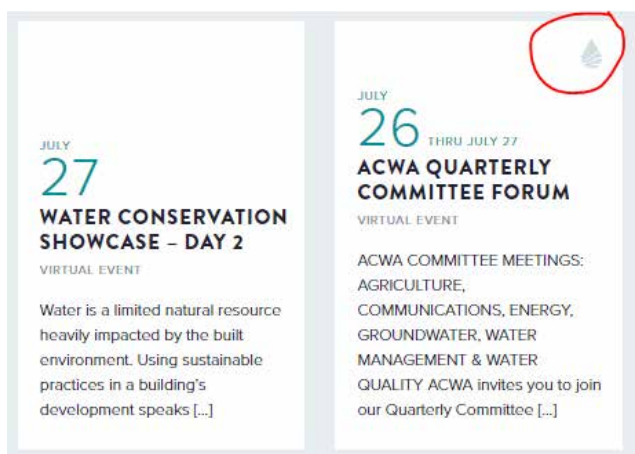 JULY
27
WATER CONSERVATION
SHOWCASE – DAY 2
VIRTUAL EVENT
Water is a limited natural resource
heavily impacted by the built
environment. Using sustainable
practices in a building's
development speaks [...]
JULY
26 THRU JULY 27
ACWA QUARTERLY
COMMITTEE FORUM
VIRTUAL EVENT
ACWA COMMITTEE MEETINGS:
AGRICULTURE,
COMMUNICATIONS, ENERGY,
GROUNDWATER, WATER
MANAGEMENT & WATER
QUALITY ACWA invites you to join
our Quarterly Committee [...]